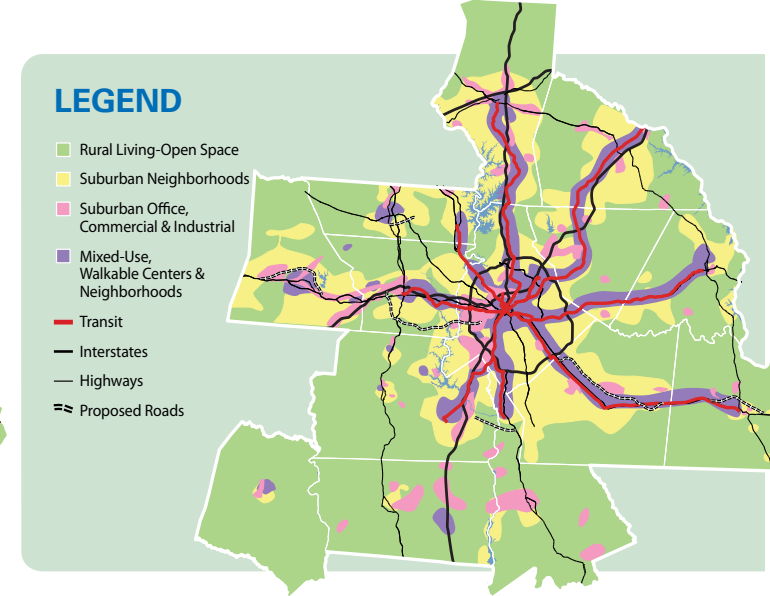 LEGEND
Rural Living-Open Space
Suburban Neighborhoods
Suburban Office,
Commercial & Industrial
Mixed-Use,
Walkable Centers &
Neighborhoods
Transit
Interstates
Highways
Proposed Roads